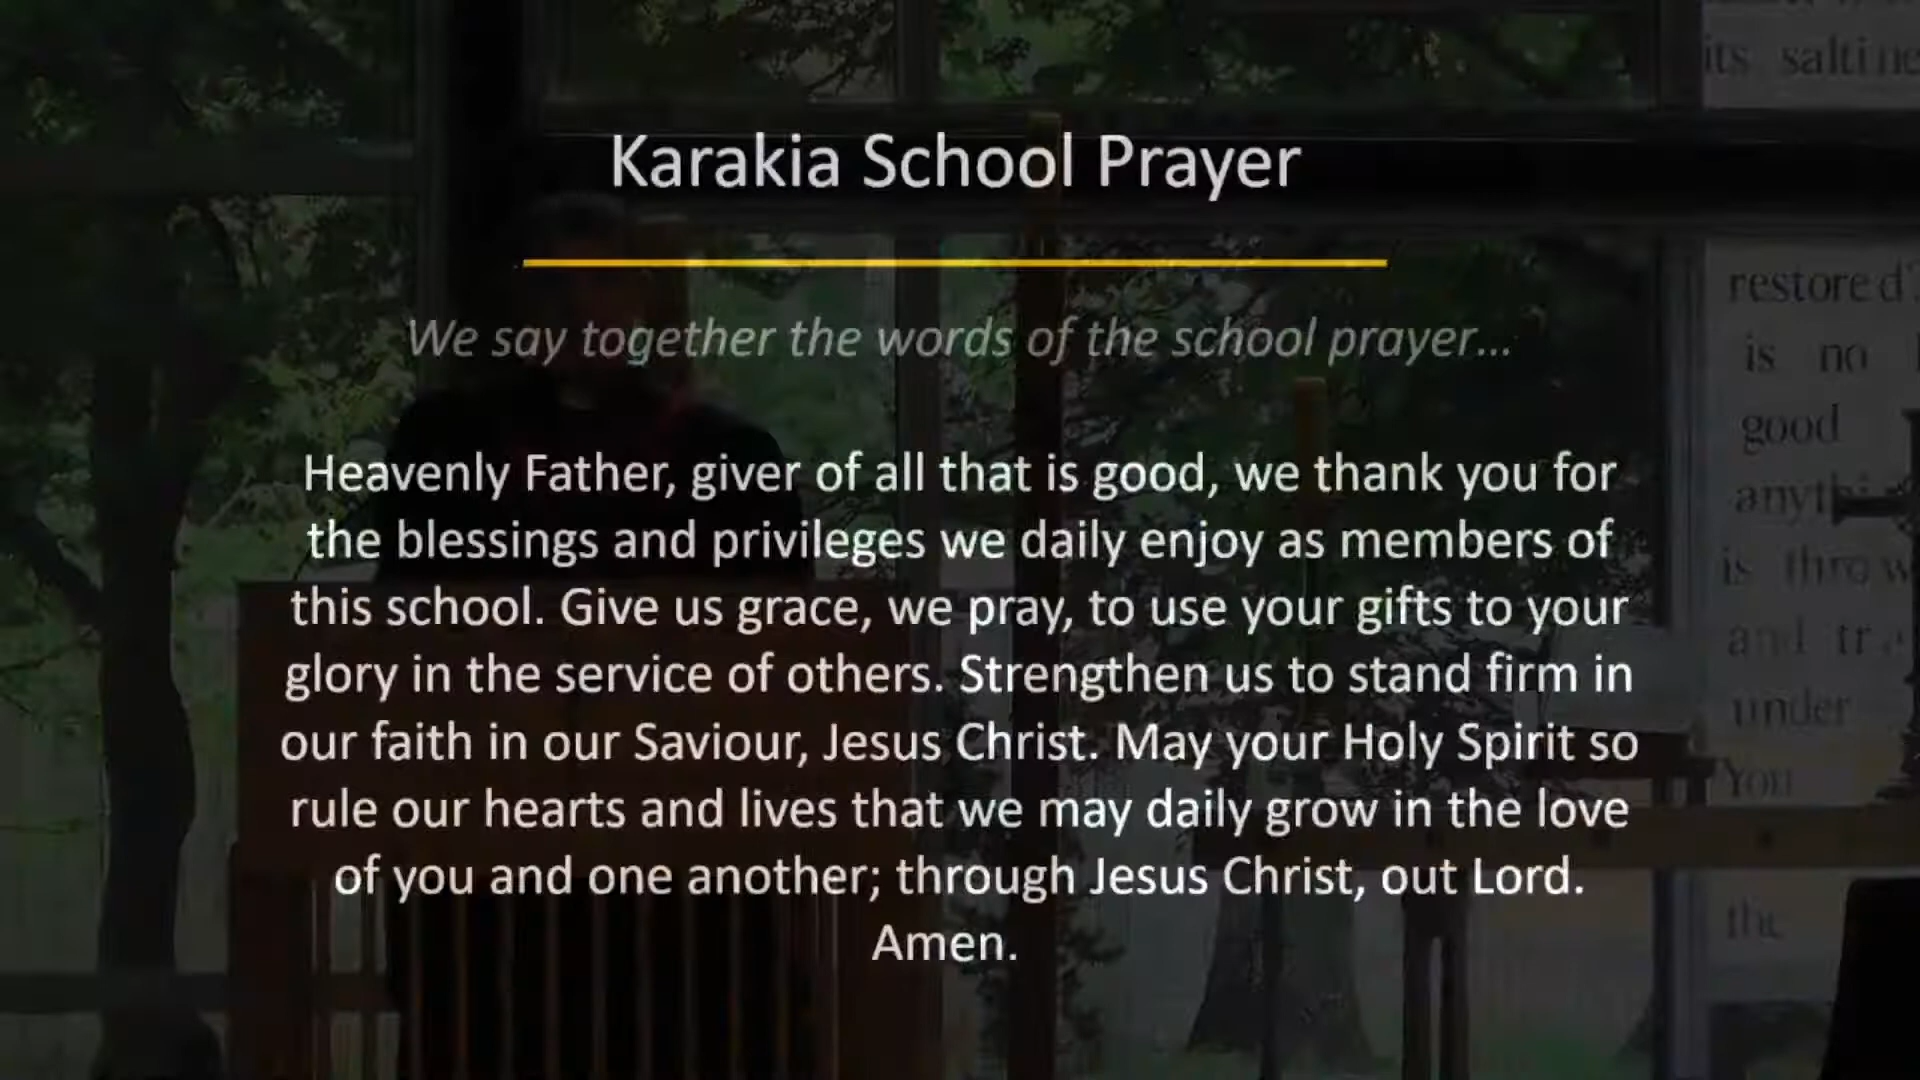 Karakia School Prayer
We say together the words of the school prayer...
Heavenly Father, giver of all that is good, we thank you for
the blessings and privileges we daily enjoy as members of
this school. Give us grace, we pray, to use your gifts to your
glory in the service of others. Strengthen us to stand firm in
our faith in our Saviour, Jesus Christ. May your Holy Spirit so
rule our hearts and lives that we may daily grow in the love
of you and one another; through Jesus Christ, out Lord.
Amen.
its
restored?
is no
good
is
and
under
You
the